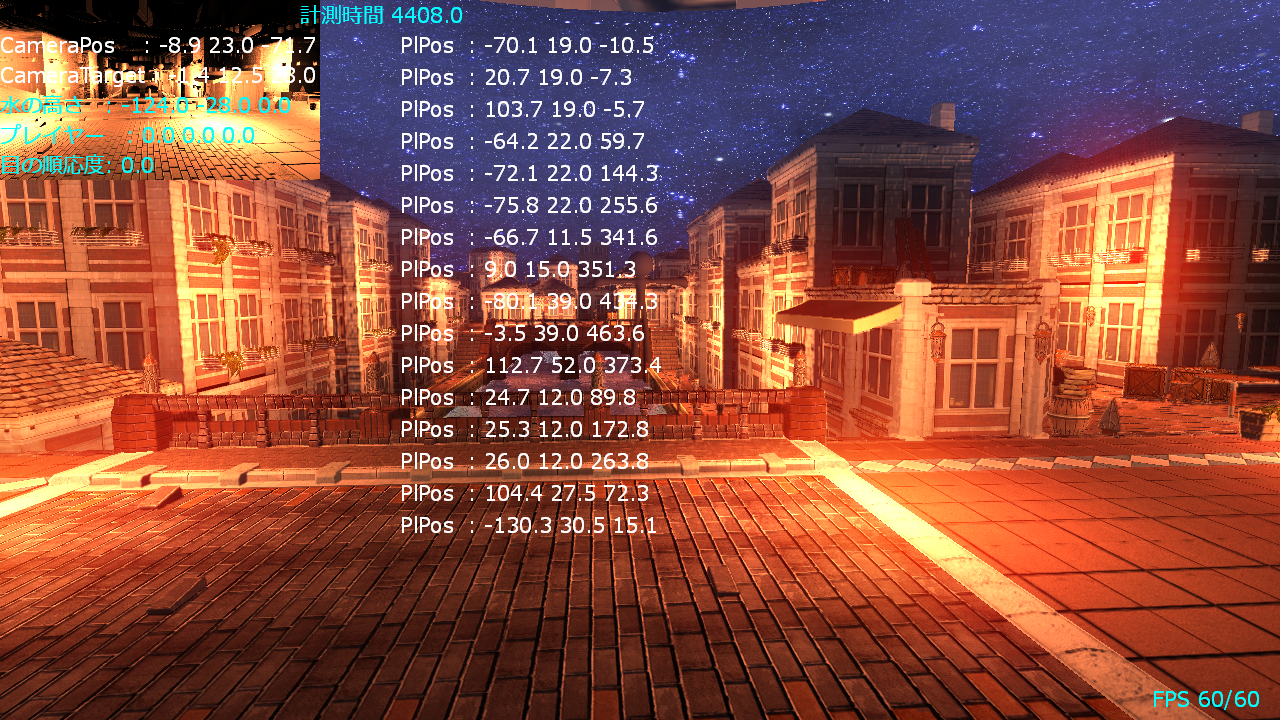 計測時間 4408.0
CameraPos : -8.9 23.0 -71.7
CameraTarget : -1.4 12.5 28.0
水の高さ : -124.0 -28.0 0.0
プレイヤー : 0.0 0.0 0.0
目の順応度: 0.0
PlPos : -70.1 19.0 -10.5
PlPos : 20.7 19.0 -7.3
PlPos : 103.7 19.0 -5.7
PlPos : -64.2 22.0 59.7
PlPos : -72.1 22.0 144.3
PlPos : -75.8 22.0 255.6
PlPos : -66.7 11.5 341.6
PlPos : 9.0 15.0 351.3
PlPos : -80.1 39.0 434.3
PlPos : -3.5 39.0 463.6
PlPos : 112.7 52.0 373.4
PlPos : 24.7 12.0 89.8
PlPos : 25.3 12.0 172.8
PlPos : 26.0 12.0 263.8
PlPos : 104.4 27.5 72.3
PlPos : -130.3 30.5 15.1
FPS 60/60